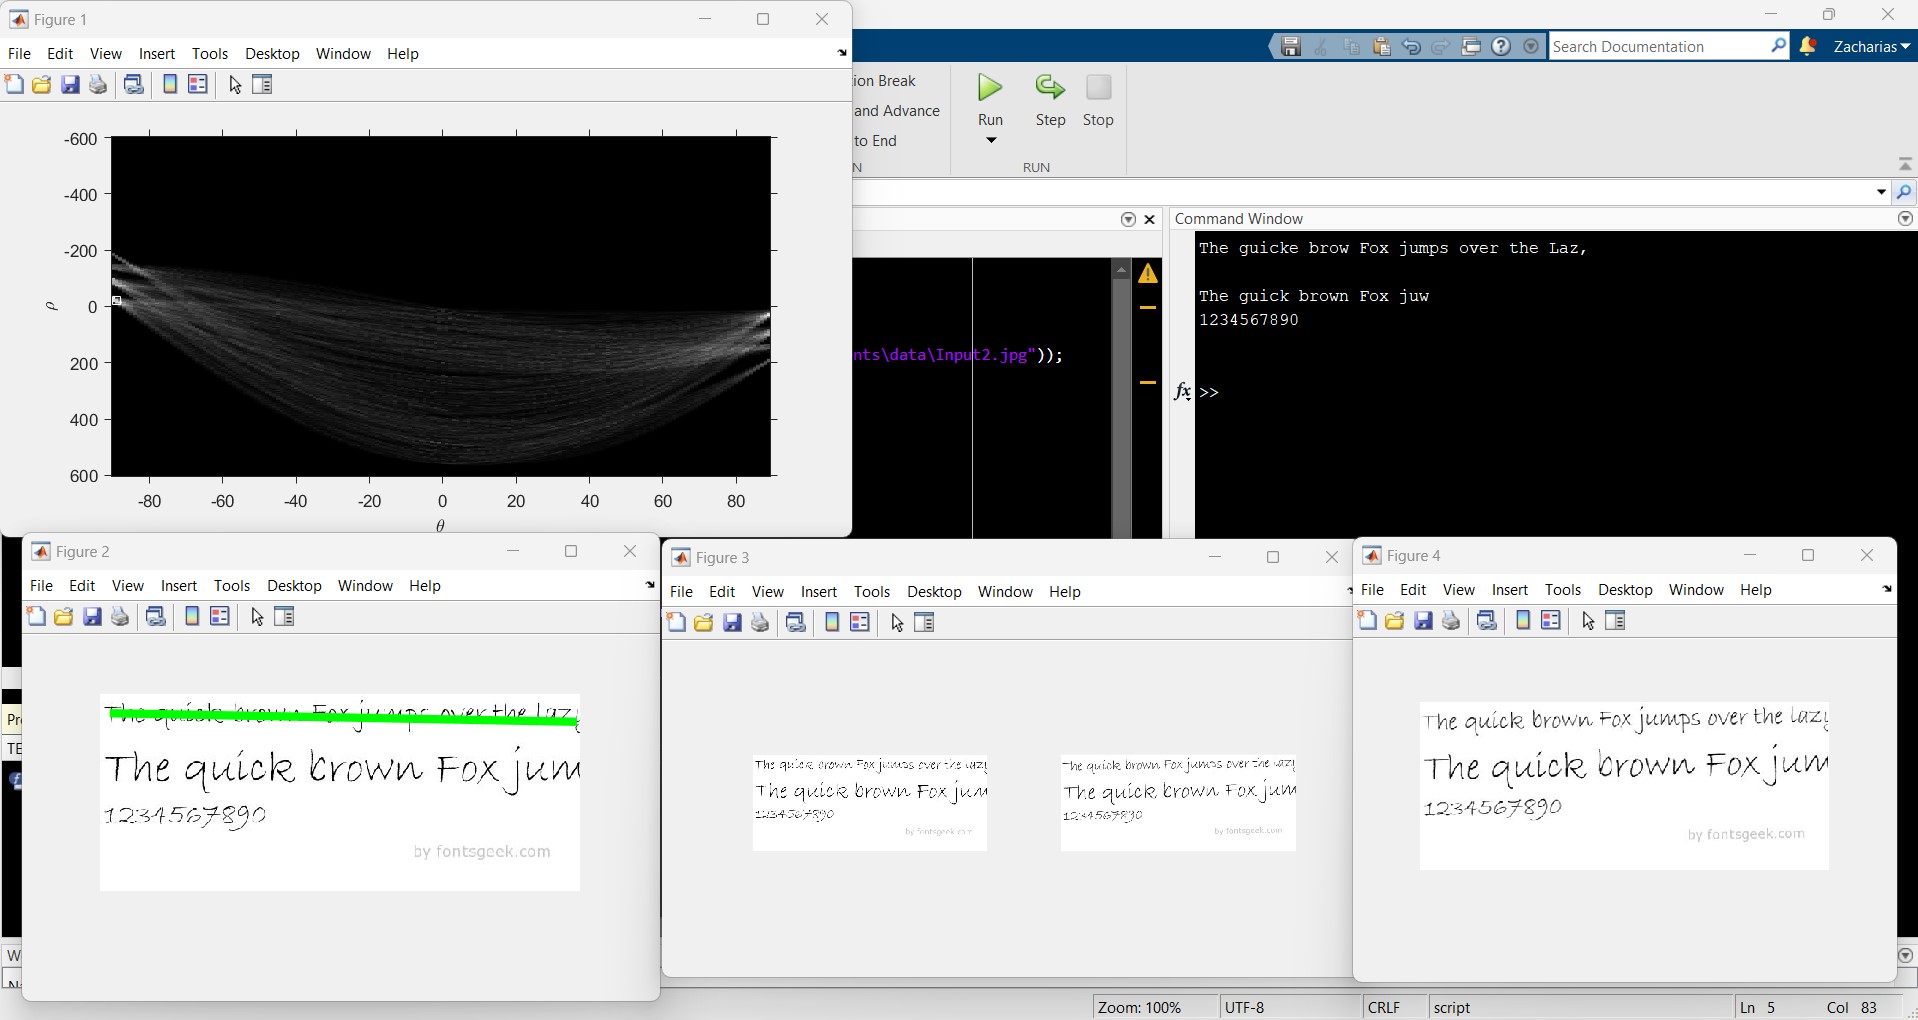 Figure 1
File Edit View Insert Tools Desktop Window Help
-600
-400
-200
0
200
400
600
ρ
-80 -60 -40 -20 0 20 40 60 80
θ
Search Documentation
Zacharias
ion Break
and Advance
to End
Run
Step
Stop
N
RUN
nts\data\Input2.jpg"));
Command Window
The guicke brow Fox jumps over the Laz,
The guick brown Fox juw
1234567890
fx >>
Figure 2
File Edit View Insert Tools Desktop Window Help
The quick brown Fox jumps over the lazy
The quick brown Fox jum
1234567890
by fontsgeek.com
Figure 3
File Edit View Insert Tools Desktop Window Help
The quick brown Fox jumps over the lazy
The quick brown Fox jum
1234567890
by fontsgeek.com
The quick brown Fox jumps over the lazy
The quick brown Fox jum
1234567890
by fontsgeek.com
Figure 4
File Edit View Insert Tools Desktop Window Help
The quick brown Fox jumps over the lazy
The quick brown Fox jum
1234567890
by fontsgeek.com
Pr
TE
W
Zoom: 100% UTF-8 CRLF script Ln 5 Col 83